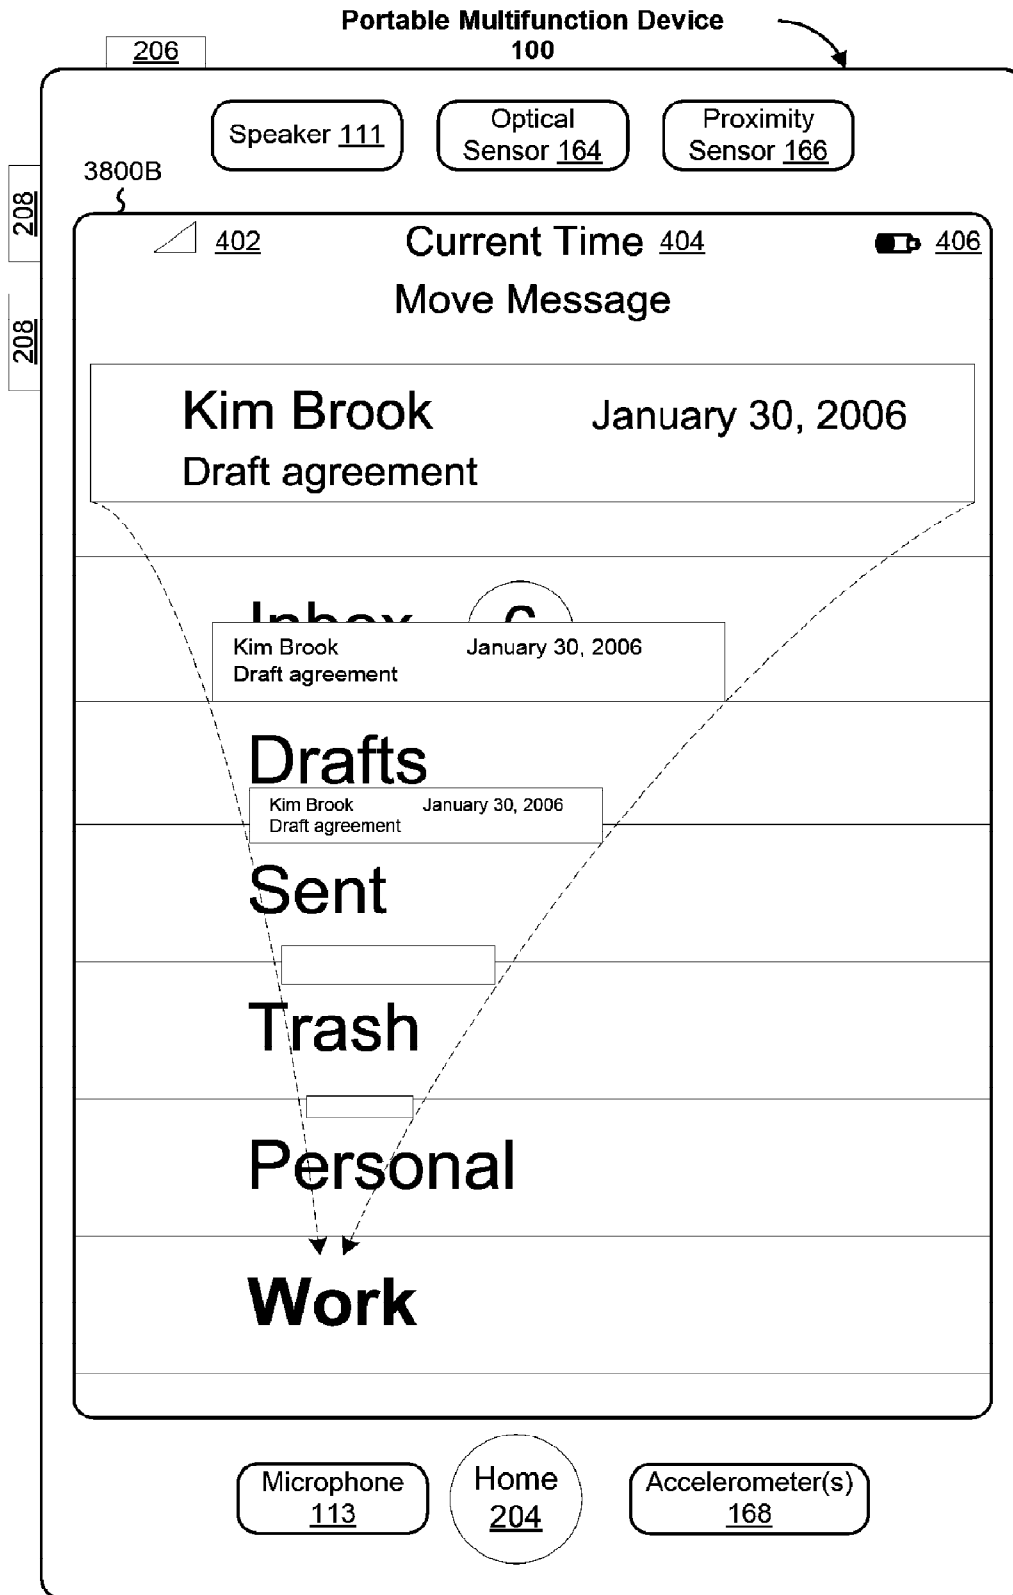 Portable Multifunction Device
100
206
Speaker 111
Optical
Sensor 164
Proximity
Sensor 166
3800B
208
208
402
Current Time 404
406
Move Message
Kim Brook
January 30, 2006
Draft agreement
Inbox
Kim Brook
January 30, 2006
Draft agreement
Drafts
Kim Brook
January 30, 2006
Draft agreement
Sent
Trash
Personal
Work
Microphone
113
Home
204
Accelerometer(s)
168